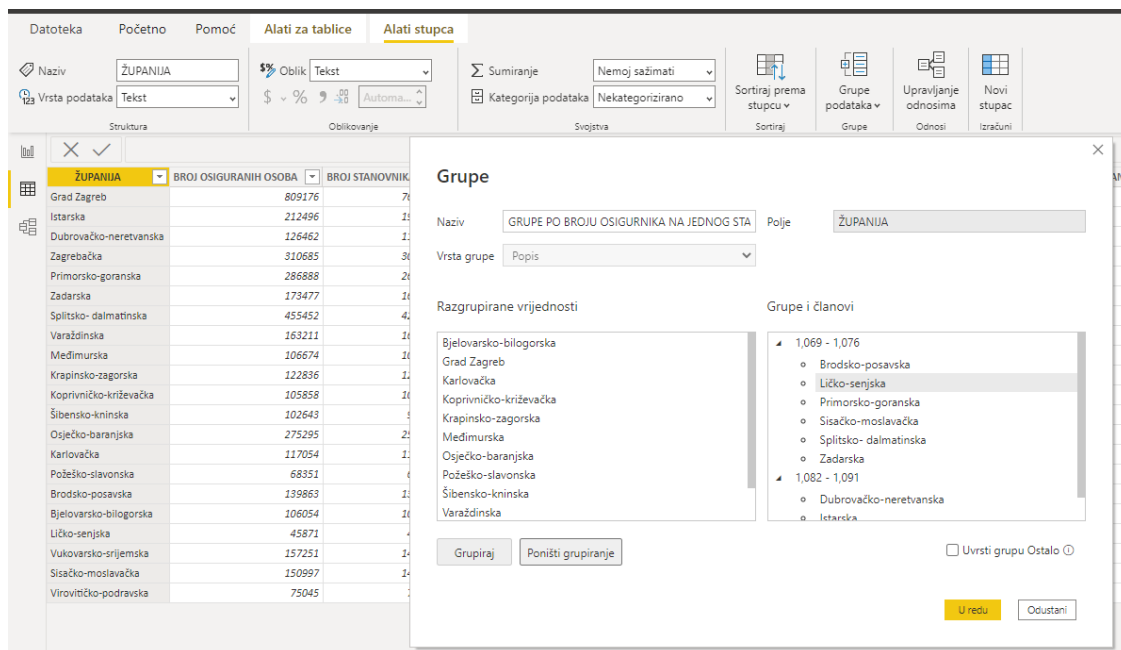 Datoteka Početno Pomoć Alati za tablice Alati stupca
Naziv ŽUPANIJA
Vrsta podataka Tekst
Struktura
$% Oblik Tekst
$ % 9 Automa...
Oblikovanje
Sumiranje Nemoj sažimati
Kategorija podataka Nekategorizirano
Svojstva
Sortiraj prema
stupcu
Sortiraj
Grupe
podataka
Grupe
Upravljanje
odnosima
Odnosi
Novi
stupac
Izračuni
ŽUPANIJA BROJ OSIGURANIH OSOBA BROJ STANOVNIK
Grad Zagreb 809176
Istarska 212496
Dubrovačko-neretvanska 126462
Zagrebačka 310685
Primorsko-goranska 286888
Zadarska 173477
Splitsko- dalmatinska 455452
Varaždinska 163211
Međimurska 106674
Krapinsko-zagorska 122836
Koprivničko-križevačka 105858
Šibensko-kninska 102643
Osječko-baranjska 275295
Karlovačka 117054
Požeško-slavonska 68351
Brodsko-posavska 139863
Bjelovarsko-bilogorska 106054
Ličko-senjska 45871
Vukovarsko-srijemska 157251
Sisačko-moslavačka 150997
Virovitičko-podravska 75045
Grupe
Naziv GRUPE PO BROJU OSIGURNIKA NA JEDNOG STA Polje ŽUPANIJA
Vrsta grupe Popis
Razgrupirane vrijednosti
Bjelovarsko-bilogorska
Grad Zagreb
Karlovačka
Koprivničko-križevačka
Krapinsko-zagorska
Međimurska
Osječko-baranjska
Požeško-slavonska
Šibensko-kninska
Varaždinska
Grupe i članovi
1,069 - 1,076
Brodsko-posavska
Ličko-senjska
Primorsko-goranska
Sisačko-moslavačka
Splitsko- dalmatinska
Zadarska
1,082 - 1,091
Dubrovačko-neretvanska
Istarska
Grupiraj Poništi grupiranje
Uvrsti grupu Ostalo
U redu Odustani